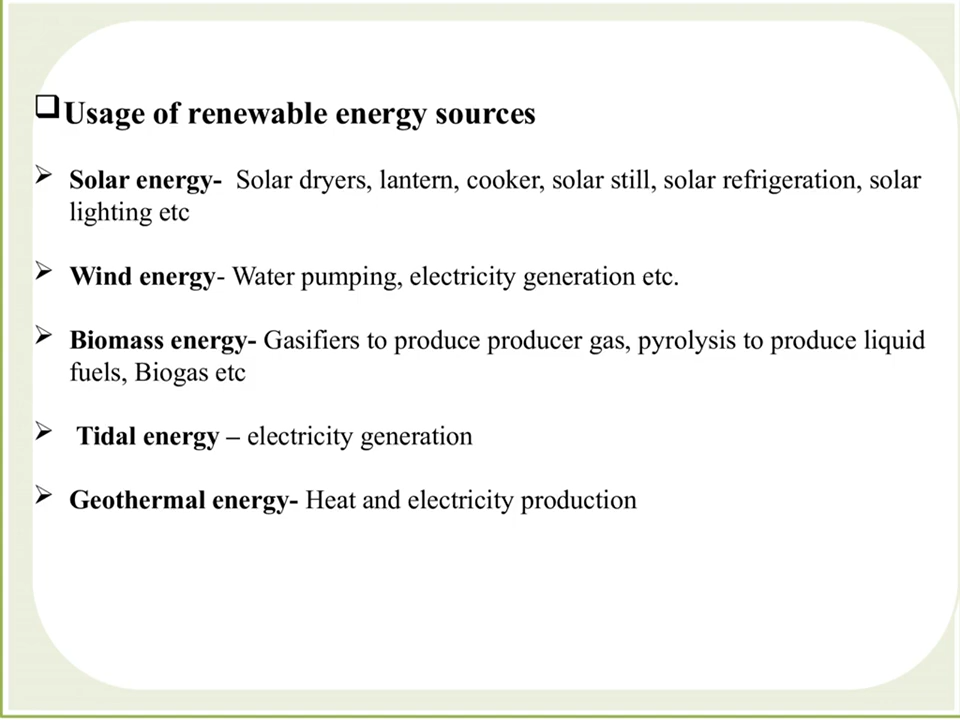 Usage of renewable energy sources
Solar energy-  Solar dryers, lantern, cooker, solar still, solar refrigeration, solar
lighting etc
Wind energy- Water pumping, electricity generation etc.
Biomass energy- Gasifiers to produce producer gas, pyrolysis to produce liquid
fuels, Biogas etc
Tidal energy – electricity generation
Geothermal energy- Heat and electricity production